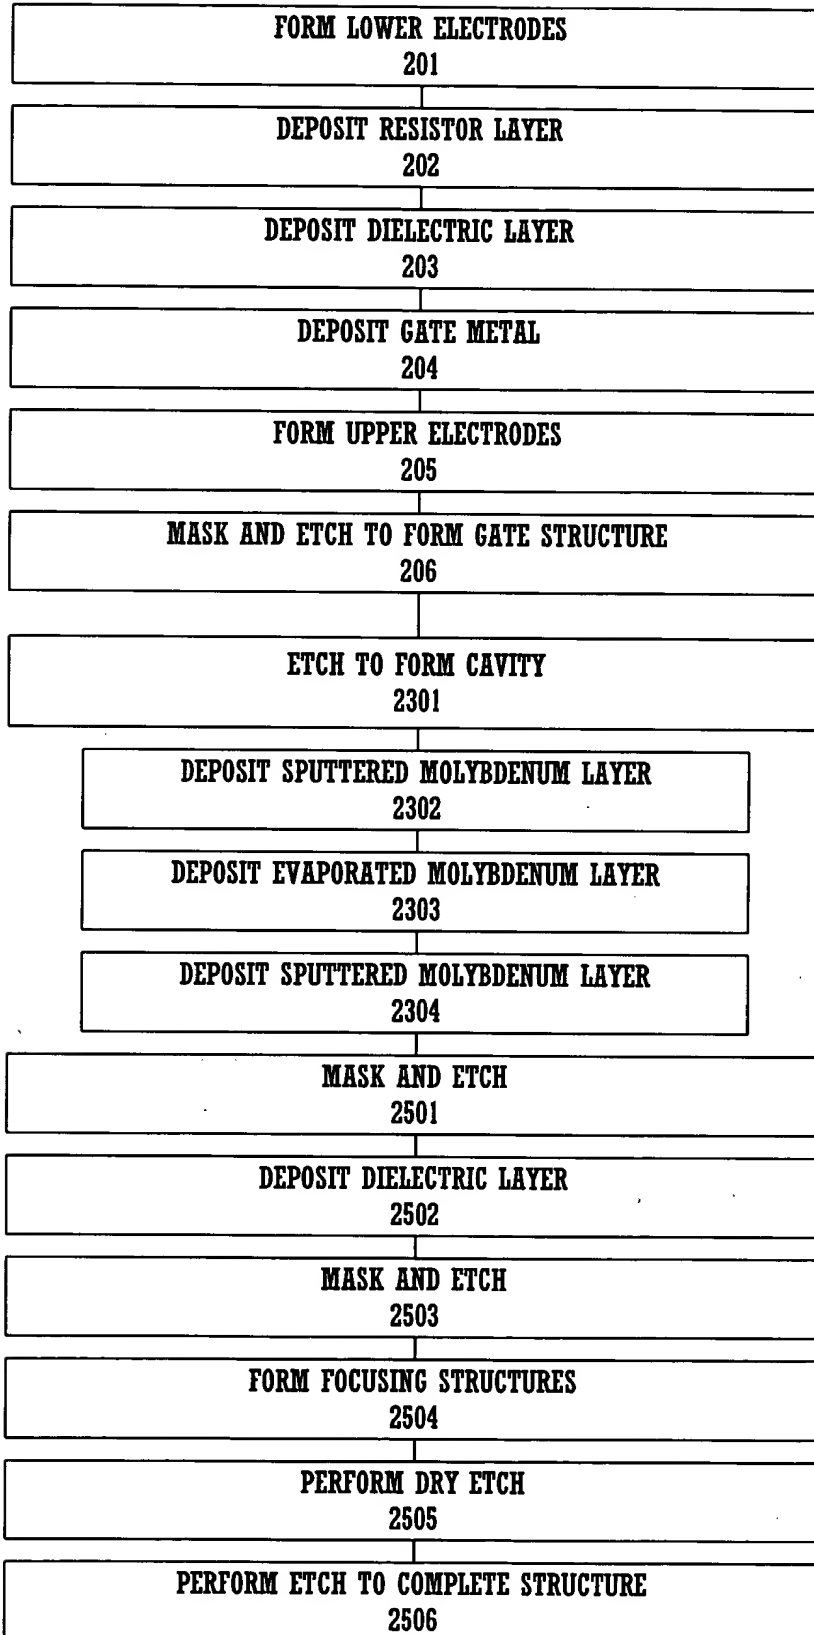 FORM LOWER ELECTRODES
201
DEPOSIT RESISTOR LAYER
202
DEPOSIT DIELECTRIC LAYER
203
DEPOSIT GATE METAL
204
FORM UPPER ELECTRODES
205
MASK AND ETCH TO FORM GATE STRUCTURE
206
ETCH TO FORM CAVITY
2301
DEPOSIT SPUTTERED MOLYBDENUM LAYER
2302
DEPOSIT EVAPORATED MOLYBDENUM LAYER
2303
DEPOSIT SPUTTERED MOLYBDENUM LAYER
2304
MASK AND ETCH
2501
DEPOSIT DIELECTRIC LAYER
2502
MASK AND ETCH
2503
FORM FOCUSING STRUCTURES
2504
PERFORM DRY ETCH
2505
PERFORM ETCH TO COMPLETE STRUCTURE
2506